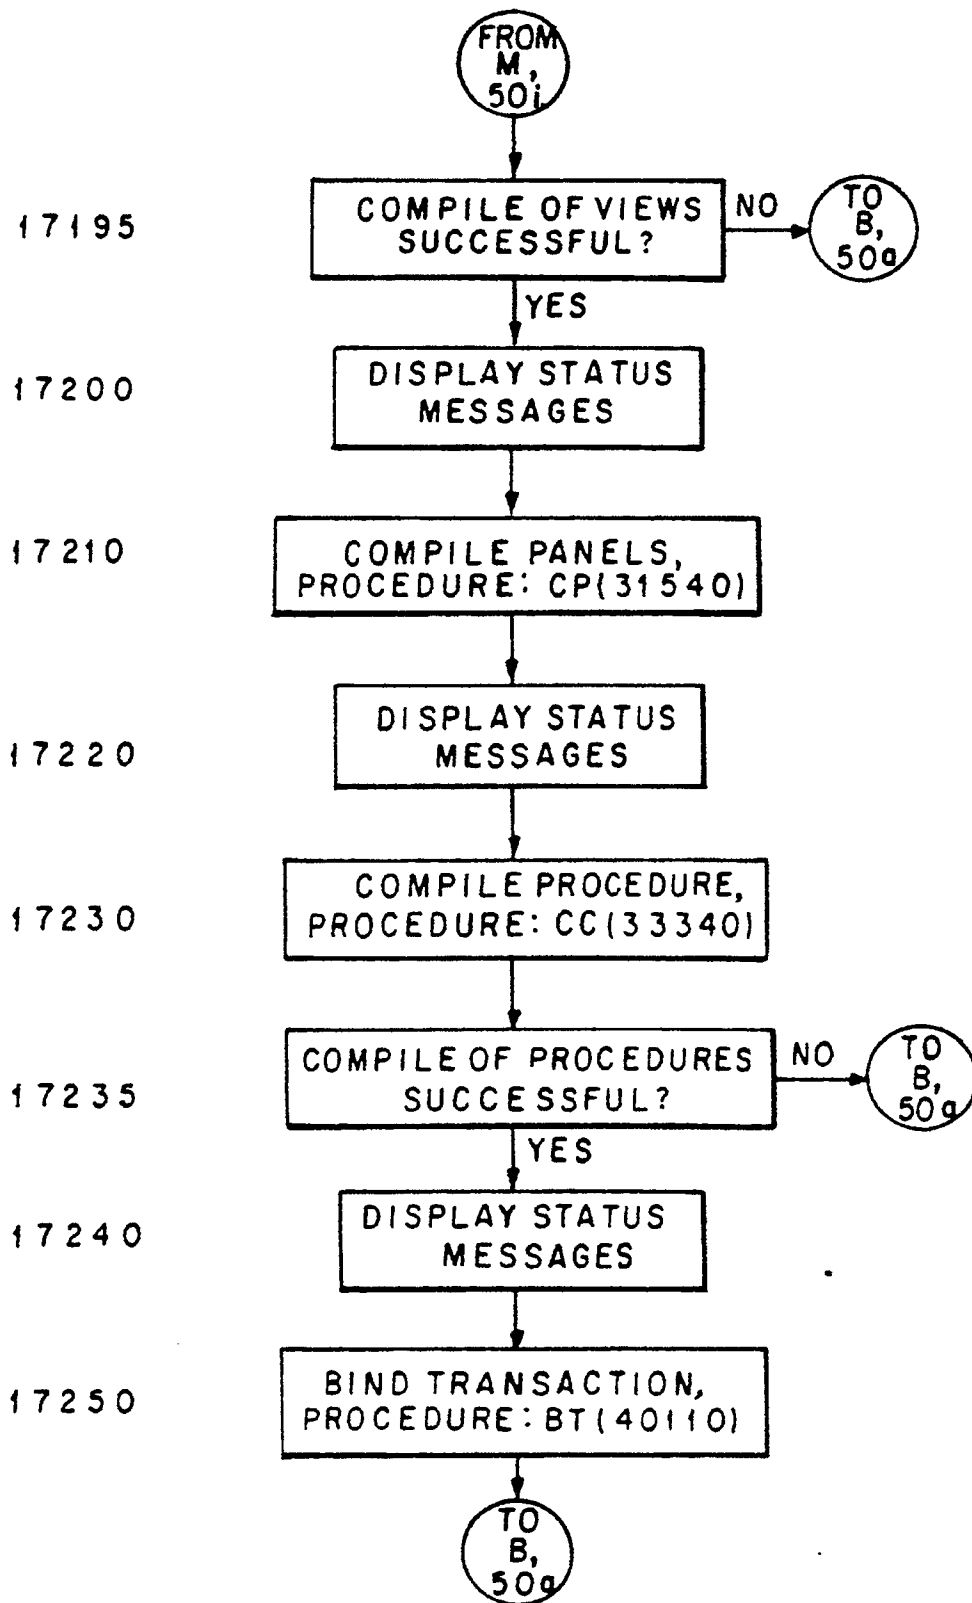 FROM
M,
50i
17195
COMPILE OF VIEWS
SUCCESSFUL?
NO
TO
B,
50a
YES
17200
DISPLAY STATUS
MESSAGES
17210
COMPILE PANELS,
PROCEDURE: CP(31540)
17220
DISPLAY STATUS
MESSAGES
17230
COMPILE PROCEDURE,
PROCEDURE: CC(33340)
17235
COMPILE OF PROCEDURES
SUCCESSFUL?
NO
TO
B,
50a
YES
17240
DISPLAY STATUS
MESSAGES
17250
BIND TRANSACTION,
PROCEDURE: BT(40110)
TO
B,
50a